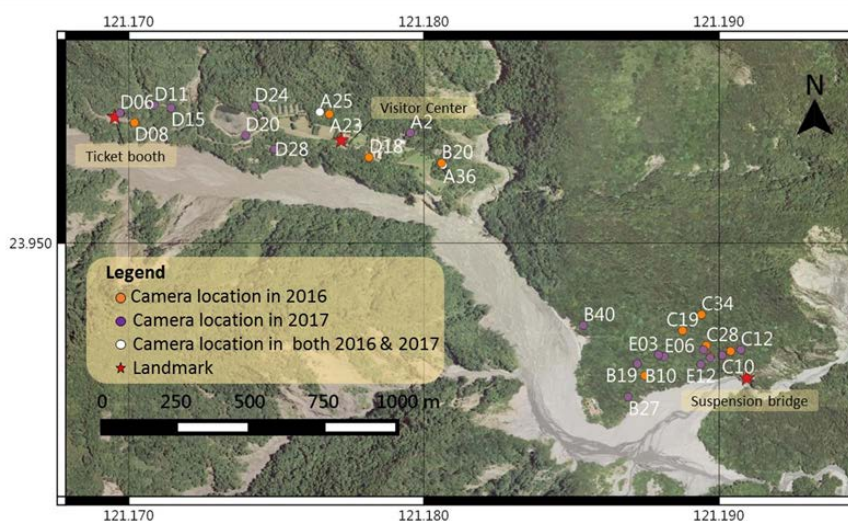 121.170
121.180
121.190
N
D11
D24
A25
Visitor Center
D06
D15
A2
A23
D08
D20
D18
B20
Ticket booth
D28
A36
23.950
Legend
Camera location in 2016
Camera location in 2017
Camera location in both 2016 & 2017
Landmark
0 250 500 750 1000 m
C34
B40
C19
C28
C12
E03
E06
B19
B10
E12
C10
B27
Suspension bridge
121.170
121.180
121.190